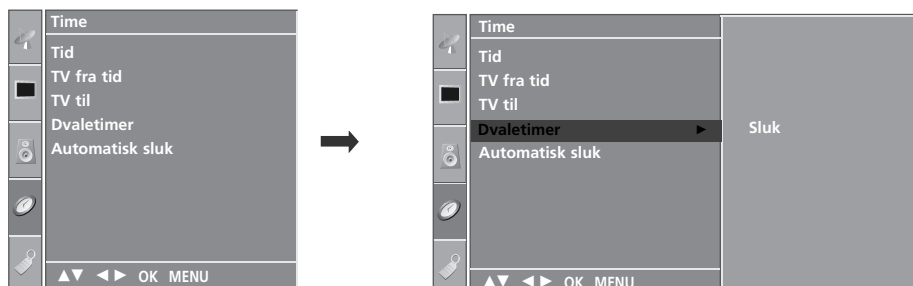 Time
Tid
TV fra tid
TV til
Dvaletimer
Automatisk sluk
▲▼ ◄► OK MENU
Time
Tid
TV fra tid
TV til
Dvaletimer ►
Sluk
Automatisk sluk
▲▼ ◄► OK MENU